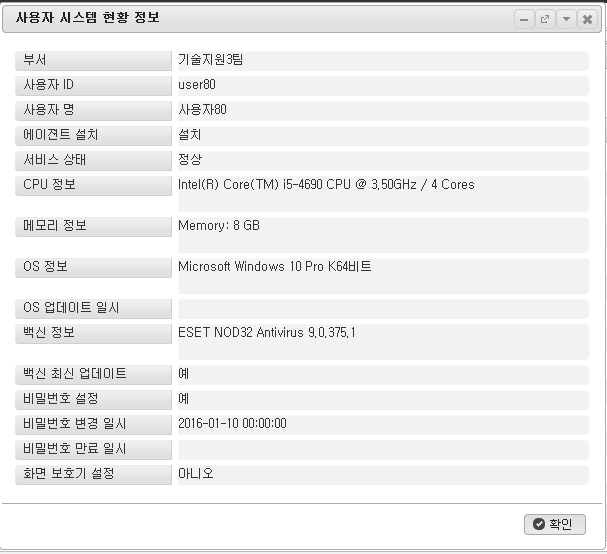 사용자 시스템 현황 정보
부서 기술지원3팀
사용자 ID user80
사용자 명 사용자80
에이젼트 설치 설치
서비스 상태 정상
CPU 정보 Intel(R) Core(TM) i5-4690 CPU @ 3.50GHz / 4 Cores
메모리 정보 Memory: 8 GB
OS 정보 Microsoft Windows 10 Pro K64비트
OS 업데이트 일시
백신 정보 ESET NOD32 Antivirus 9.0.375.1
백신 최신 업데이트 예
비밀번호 설정 예
비밀번호 변경 일시 2016-01-10 00:00:00
비밀번호 만료 일시
화면 보호기 설정 아니오
확인